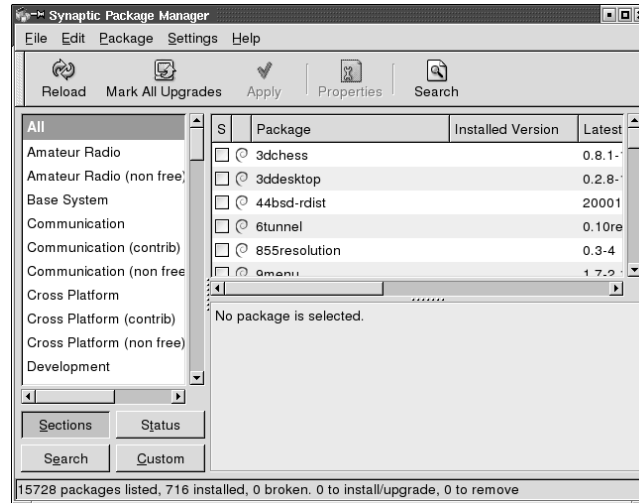 Synaptic Package Manager
File Edit Package Settings Help
Reload Mark All Upgrades Apply Properties Search
All
Amateur Radio
Amateur Radio (non free)
Base System
Communication
Communication (contrib)
Communication (non free
Cross Platform
Cross Platform (contrib)
Cross Platform (non free)
Development
Sections Status
Search Custom
S Package Installed Version Latest
3dchess 0.8.1-
3ddesktop 0.2.8-
44bsd-rdist 20001
6tunnel 0.10re
855resolution 0.3-4
9menu 1.7-2
No package is selected.
15728 packages listed, 716 installed, 0 broken. 0 to install/upgrade, 0 to remove